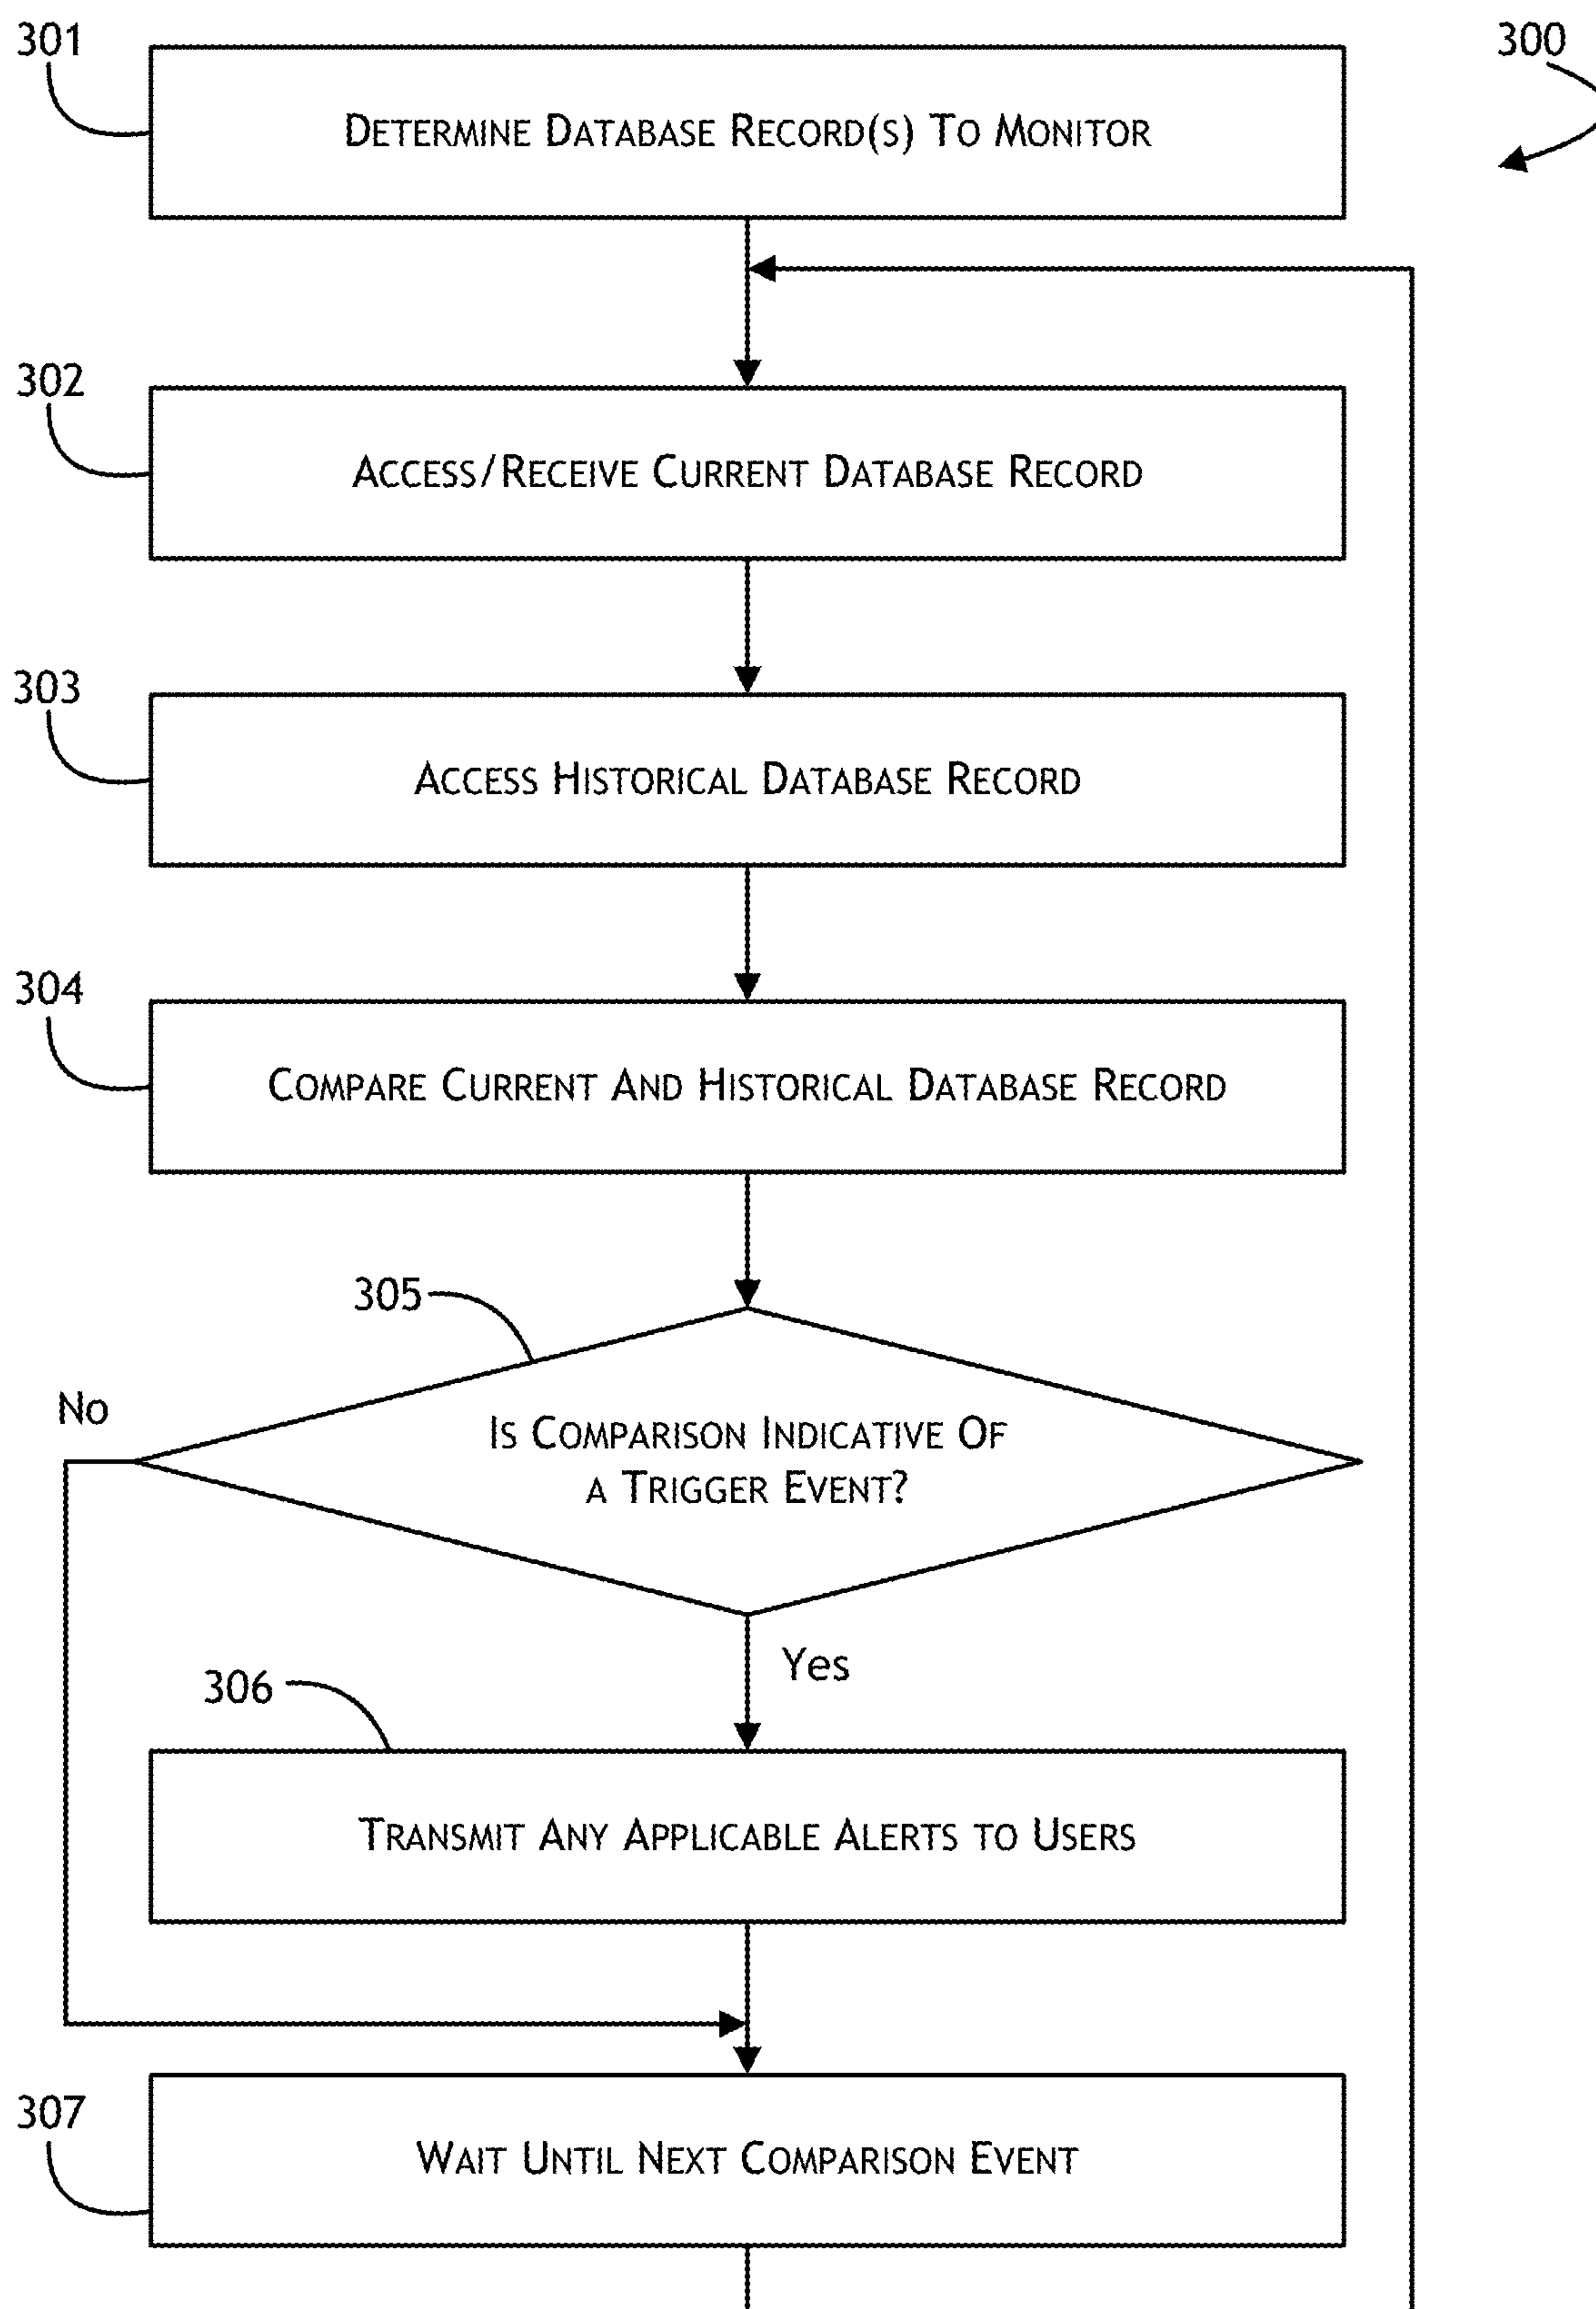 301
300
DETERMINE DATABASE RECORD(S) TO MONITOR
302
ACCESS/RECEIVE CURRENT DATABASE RECORD
303
ACCESS HISTORICAL DATABASE RECORD
304
COMPARE CURRENT AND HISTORICAL DATABASE RECORD
305
No
IS COMPARISON INDICATIVE OF
A TRIGGER EVENT?
Yes
306
TRANSMIT ANY APPLICABLE ALERTS TO USERS
307
WAIT UNTIL NEXT COMPARISON EVENT